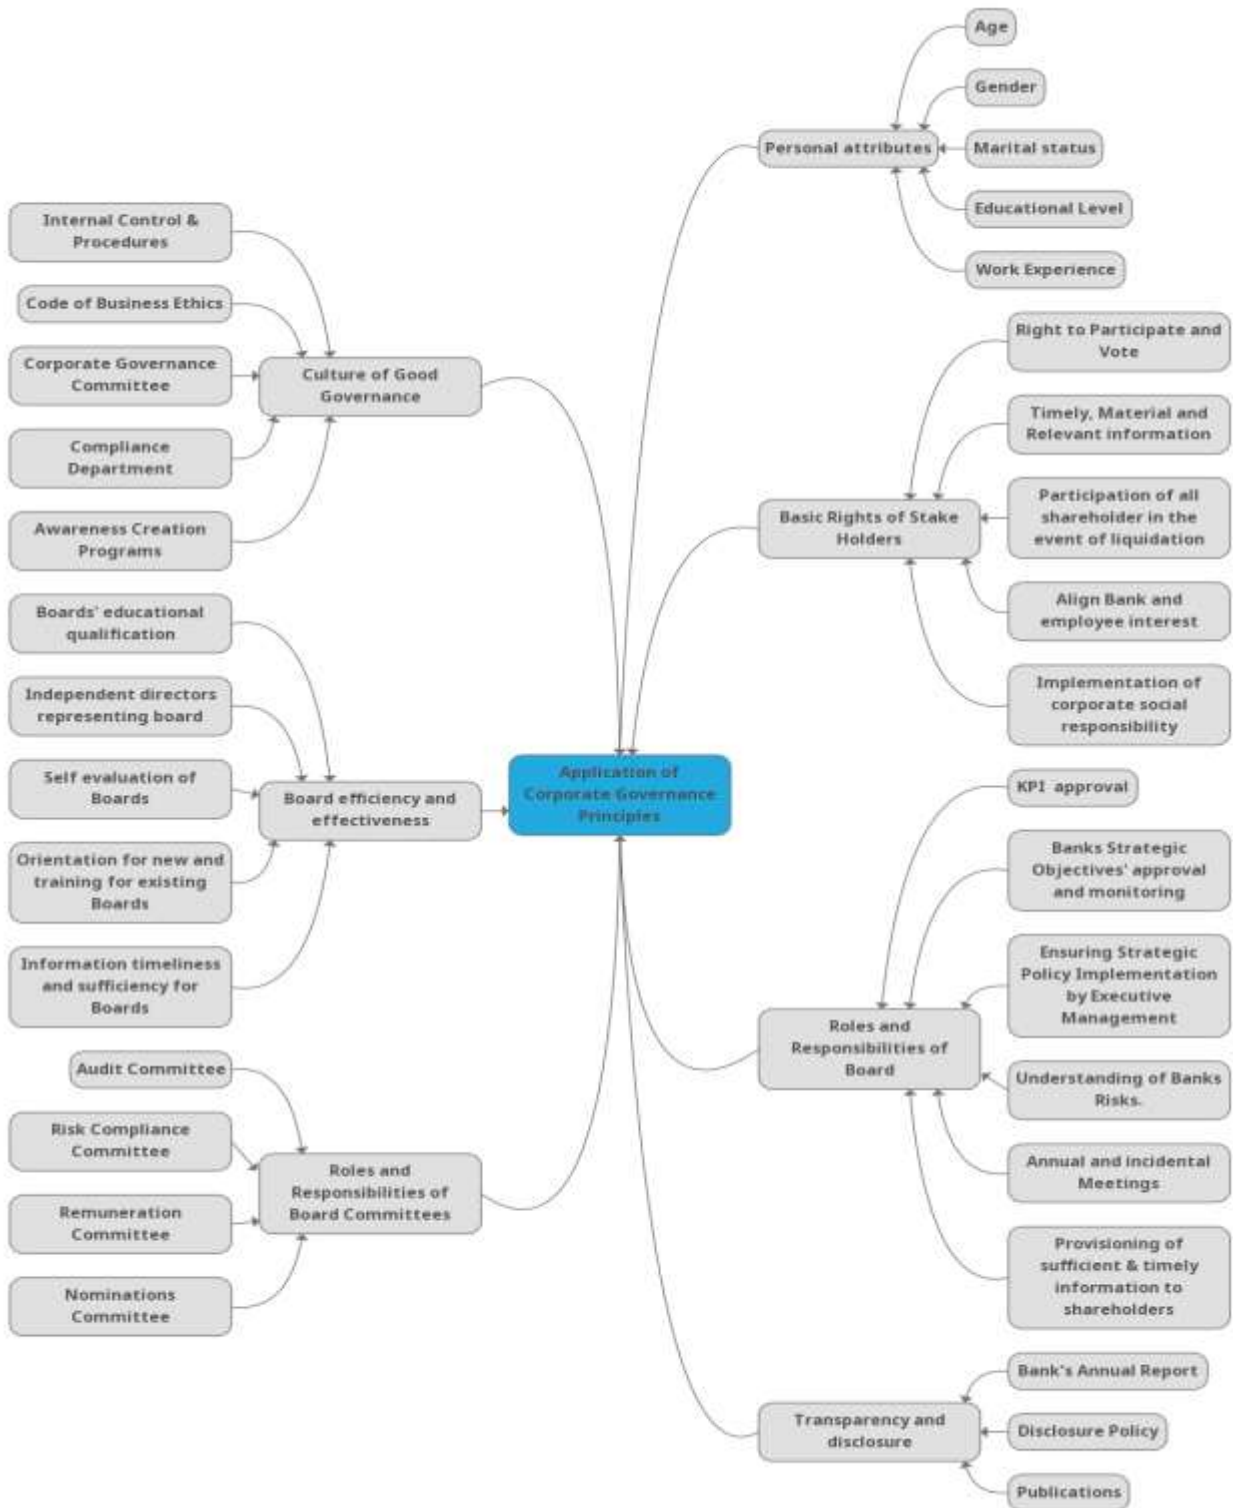 Internal Control &
Procedures
Code of Business Ethics
Corporate Governance
Committee
Compliance
Department
Awareness Creation
Programs
Culture of Good
Governance
Boards' educational
qualification
Independent directors
representing board
Self evaluation of
Boards
Orientation for new and
training for existing
Boards
Information timeliness
and sufficiency for
Boards
Board efficiency and
effectiveness
Audit Committee
Risk Compliance
Committee
Remuneration
Committee
Nominations
Committee
Roles and
Responsibilities of
Board Committees
Application of
Corporate Governance
Principles
Personal attributes
Age
Gender
Marital status
Educational Level
Work Experience
Basic Rights of Stake
Holders
Right to Participate and
Vote
Timely, Material and
Relevant information
Participation of all
shareholder in the
event of liquidation
Align Bank and
employee interest
Implementation of
corporate social
responsibility
Roles and
Responsibilities of
Board
KPI approval
Banks Strategic
Objectives' approval
and monitoring
Ensuring Strategic
Policy Implementation
by Executive
Management
Understanding of Banks
Risks.
Annual and incidental
Meetings
Provisioning of
sufficient & timely
information to
shareholders
Transparency and
disclosure
Bank's Annual Report
Disclosure Policy
Publications